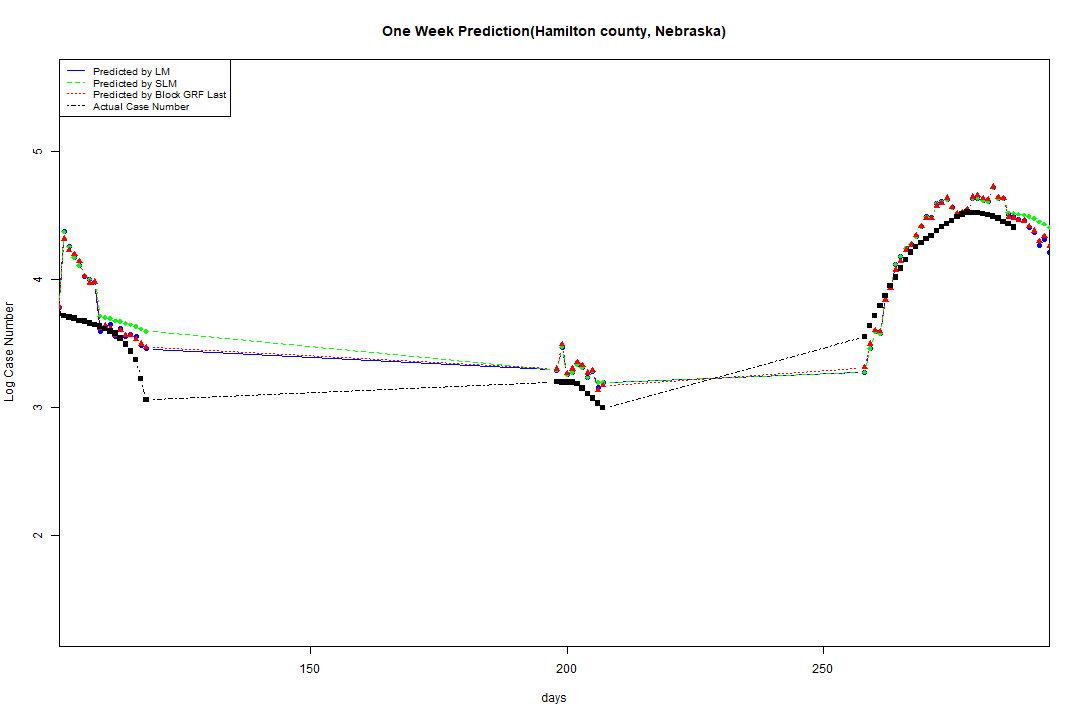 One Week Prediction(Hamilton county, Nebraska)
Predicted by LM
Predicted by SLM
Predicted by Block GRF Last
Actual Case Number
5
4
3
2
Log Case Number
150
200
250
days